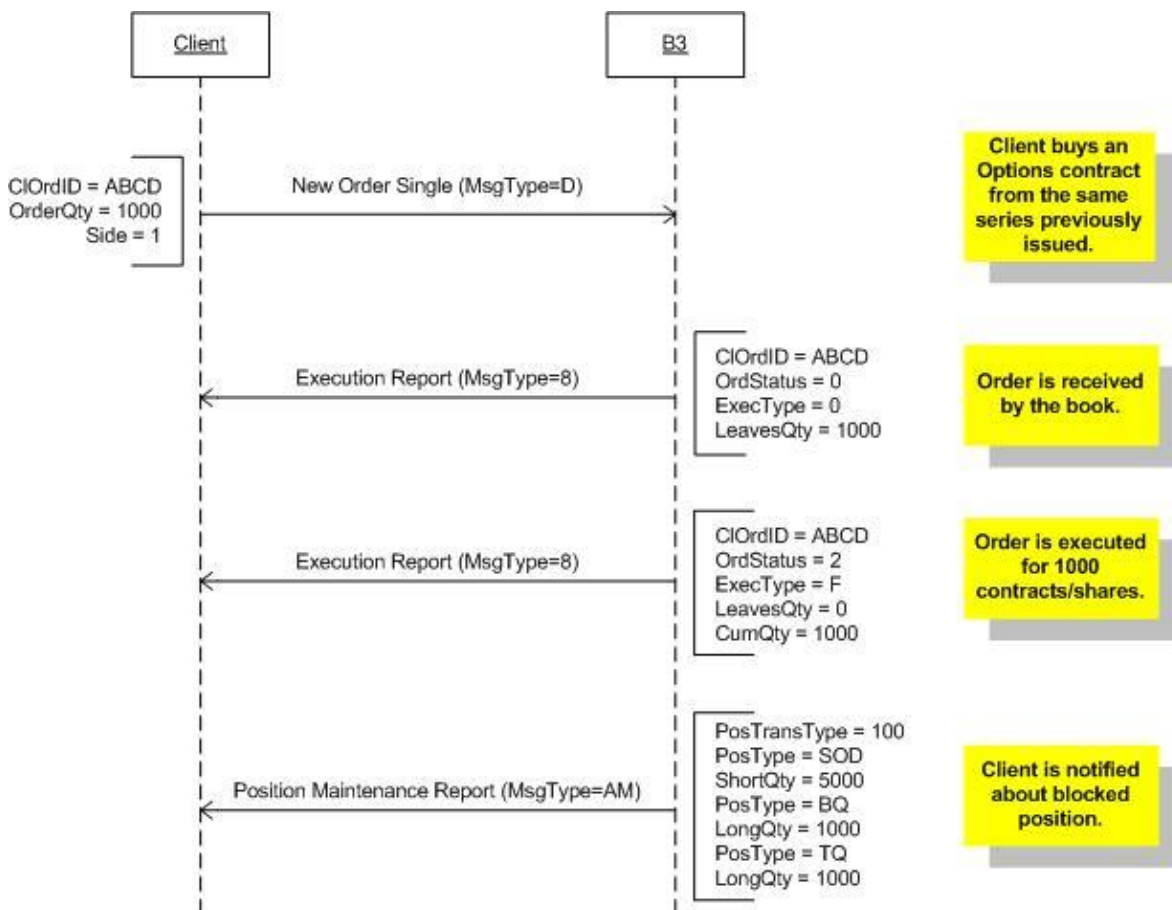 Client
B3
ClOrdID = ABCD
OrderQty = 1000
Side = 1
New Order Single (MsgType=D)
Client buys an
Options contract
from the same
series previously
issued.
Execution Report (MsgType=8)
ClOrdID = ABCD
OrdStatus = 0
ExecType = 0
LeavesQty = 1000
Order is received
by the book.
Execution Report (MsgType=8)
ClOrdID = ABCD
OrdStatus = 2
ExecType = F
LeavesQty = 0
CumQty = 1000
Order is executed
for 1000
contracts/shares.
Position Maintenance Report (MsgType=AM)
PosTransType = 100
PosType = SOD
ShortQty = 5000
PosType = BQ
LongQty = 1000
PosType = TQ
LongQty = 1000
Client is notified
about blocked
position.